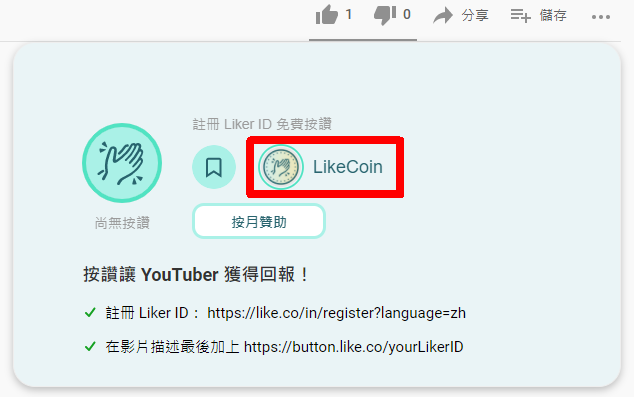 1 0 分享 儲存
註冊 Liker ID 免費按讚
LikeCoin
尚無按讚
按月贊助
按讚讓 YouTuber 獲得回報！
註冊 Liker ID： https://like.co/in/register?language=zh
在影片描述最後加上 https://button.like.co/yourLikerID